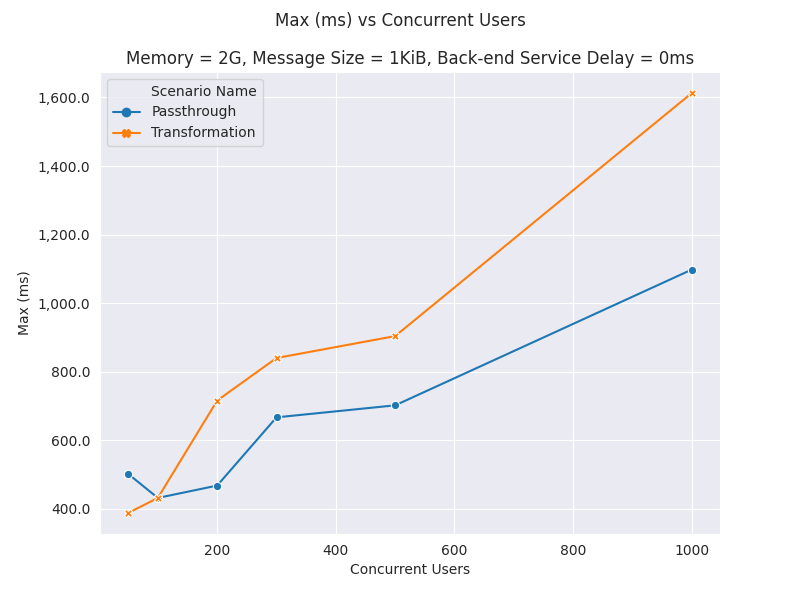 Max (ms) vs Concurrent Users
Memory = 2G, Message Size = 1KiB, Back-end Service Delay = 0ms
Scenario Name
Passthrough
Transformation
1,600.0
1,400.0
1,200.0
1,000.0
800.0
600.0
400.0
Max (ms)
200 400 600 800 1000
Concurrent Users